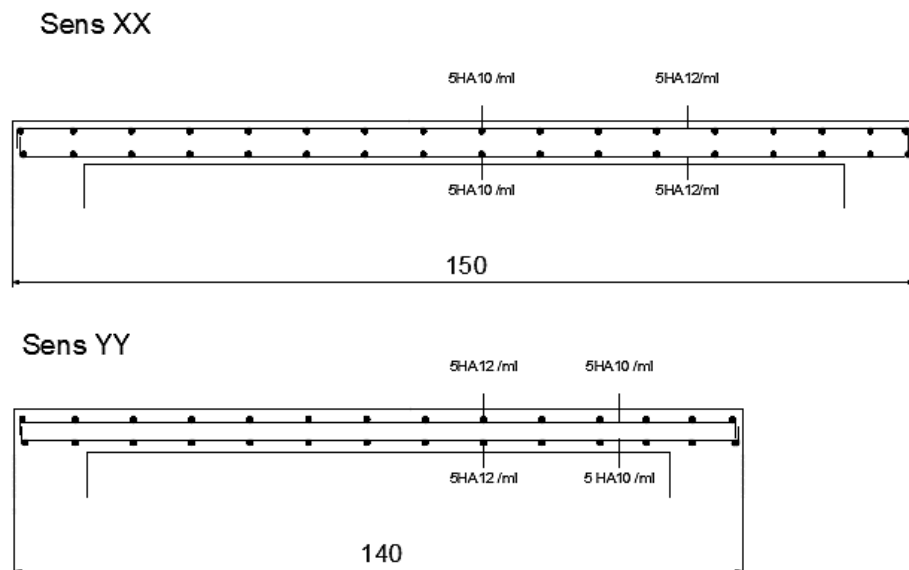 Sens XX
5HA10 /ml 5HA12/ml
5HA10 /ml 5HA12/ml
150
Sens YY
5HA12 /ml 5HA10 /ml
5HA12 /ml 5 HA10 /ml
140